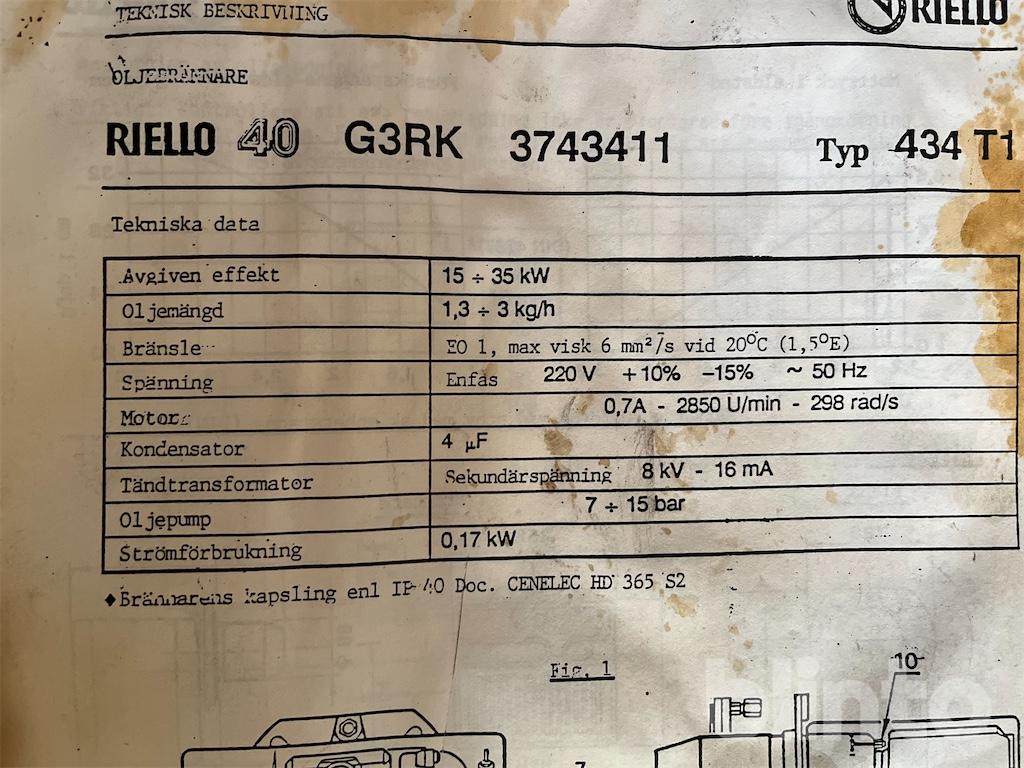 TEKNISK BESKRIVNING
RIELLO
OLJEBRÄNNARE
RIELLO 40 G3RK 3743411 Typ 434 T1
Tekniska data
Avgiven effekt 15 ÷ 35 kW
Oljemängd 1,3 ÷ 3 kg/h
Bränsle EO 1, max visk 6 mm²/s vid 20°C (1,5°E)
Spänning Enfas 220 V +10% -15% ~ 50 Hz
Motor 0,7A - 2850 U/min - 298 rad/s
Kondensator 4 µF
Tändtransformator Sekundärspänning 8 kV - 16 mA
Oljepump 7 ÷ 15 bar
Strömförbrukning 0,17 kW
♦Brännarens kapsling enl IP 40 Doc. CENELEC HD 365 S2
Fig. 1
10
7
blinto